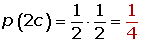 p (2c) = 1/2 · 1/2 = 1/4